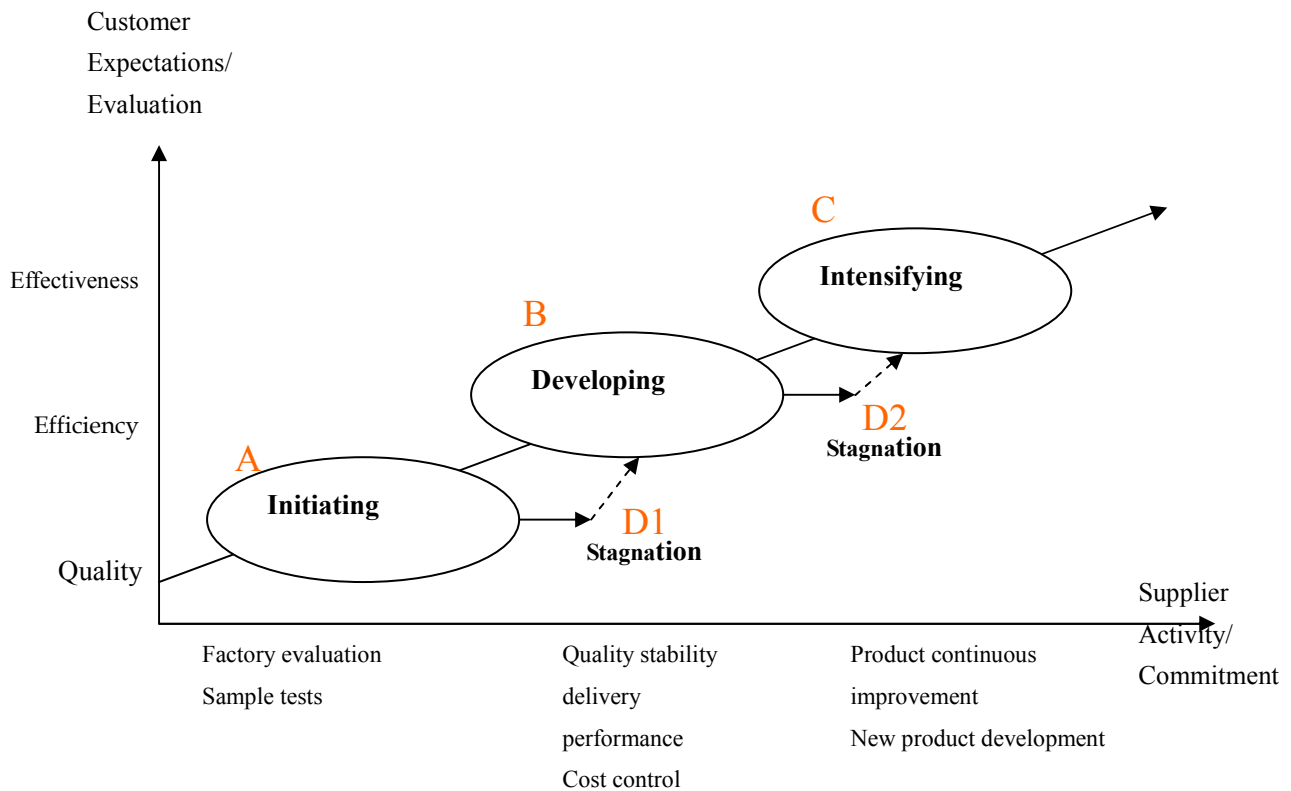 Customer
Expectations/
Evaluation
C
Effectiveness
Intensifying
B
Developing
Efficiency
D2
Stagnation
A
Initiating
D1
Stagnation
Quality
Supplier
Activity/
Commitment
Factory evaluation
Sample tests
Quality stability
delivery
performance
Cost control
Product continuous
improvement
New product development